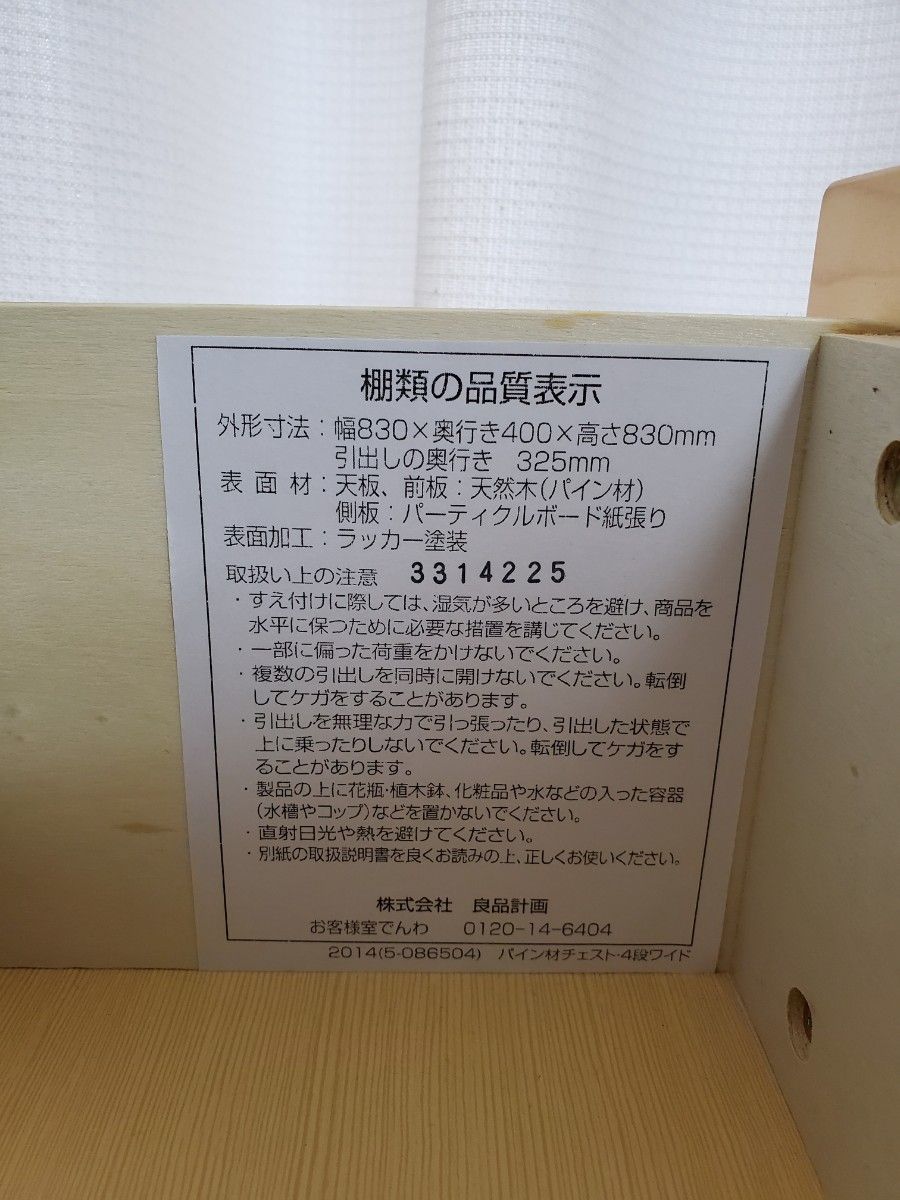 棚類の品質表示
外形寸法：幅830×奥行き400×高さ830mm
引出しの奥行き 325mm
表面材：天板、前板：天然木(パイン材)
側板：パーティクルボード紙張り
表面加工：ラッカー塗装
取扱い上の注意 3314225
・すえ付けに際しては、湿気が多いところを避け、商品を
水平に保つために必要な措置を講じてください。
・一部に偏った荷重をかけないでください。
・複数の引出しを同時に開けないでください。転倒
してケガをすることがあります。
・引出しを無理な力で引っ張ったり、引出した状態で
上に乗ったりしないでください。転倒してケガをす
ることがあります。
・製品の上に花瓶・植木鉢、化粧品や水などの入った容器
(水槽やコップ)などを置かないでください。
・直射日光や熱を避けてください。
・別紙の取扱説明書を良くお読みの上、正しくお使いください。
株式会社 良品計画
お客様室でんわ 0120-14-6404
2014(5-086504) パイン材チェスト・4段ワイド